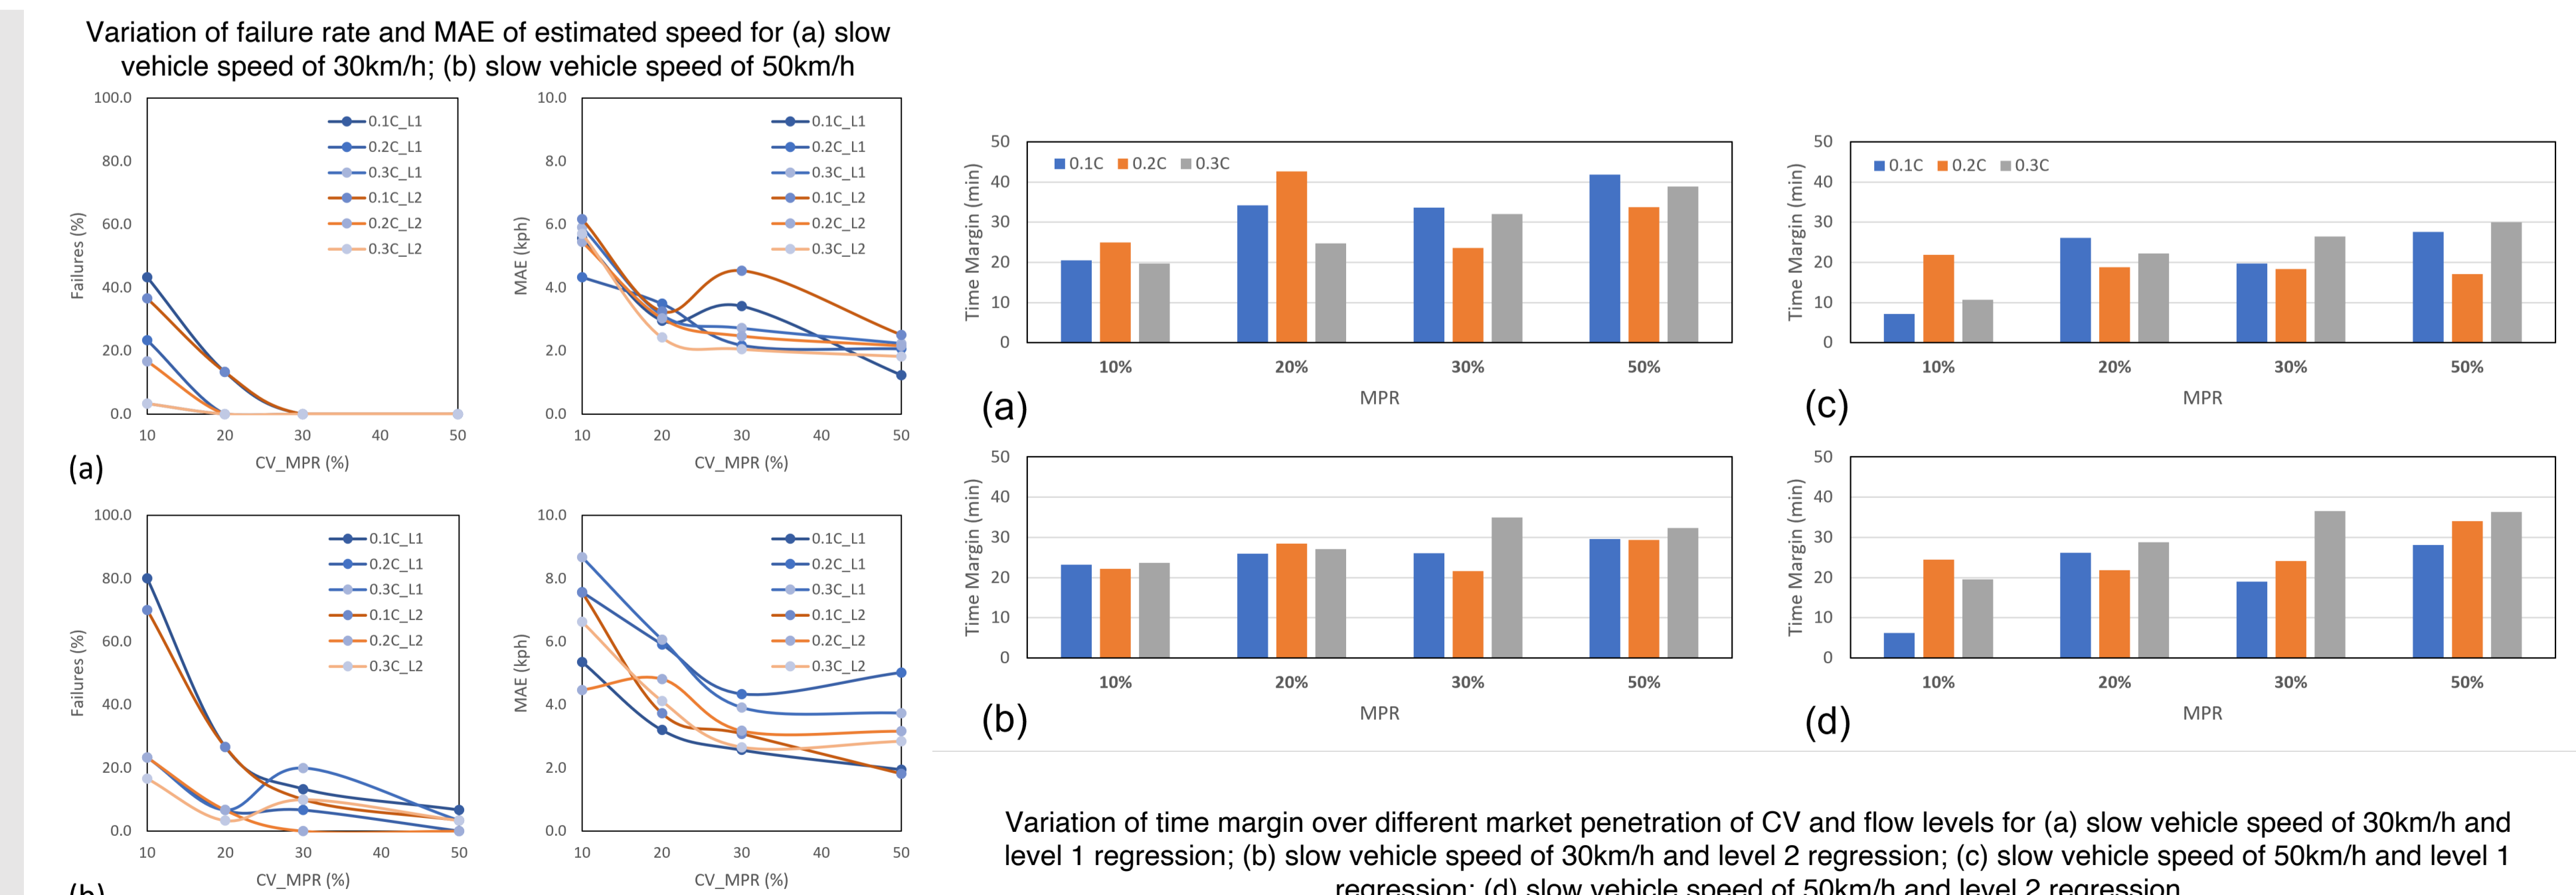 Variation of failure rate and MAE of estimated speed for (a) slow
vehicle speed of 30km/h; (b) slow vehicle speed of 50km/h
100.0
80.0
60.0
40.0
20.0
0.0
Failures (%)
0.1C_L1
0.2C_L1
0.3C_L1
0.1C_L2
0.2C_L2
0.3C_L2
10 20 30 40 50
CV_MPR (%)
10.0
8.0
6.0
4.0
2.0
0.0
MAE (kph)
0.1C_L1
0.2C_L1
0.3C_L1
0.1C_L2
0.2C_L2
0.3C_L2
10 20 30 40 50
CV_MPR (%)
(a)
100.0
80.0
60.0
40.0
20.0
0.0
Failures (%)
0.1C_L1
0.2C_L1
0.3C_L1
0.1C_L2
0.2C_L2
0.3C_L2
10 20 30 40 50
CV_MPR (%)
10.0
8.0
6.0
4.0
2.0
0.0
MAE (kph)
0.1C_L1
0.2C_L1
0.3C_L1
0.1C_L2
0.2C_L2
0.3C_L2
10 20 30 40 50
CV_MPR (%)
(b)
50
40
30
20
10
0
Time Margin (min)
0.1C 0.2C 0.3C
10% 20% 30% 50%
MPR
(a)
50
40
30
20
10
0
Time Margin (min)
0.1C 0.2C 0.3C
10% 20% 30% 50%
MPR
(c)
50
40
30
20
10
0
Time Margin (min)
10% 20% 30% 50%
MPR
(b)
50
40
30
20
10
0
Time Margin (min)
10% 20% 30% 50%
MPR
(d)
Variation of time margin over different market penetration of CV and flow levels for (a) slow vehicle speed of 30km/h and
level 1 regression; (b) slow vehicle speed of 30km/h and level 2 regression; (c) slow vehicle speed of 50km/h and level 1
regression; (d) slow vehicle speed of 50km/h and level 2 regression